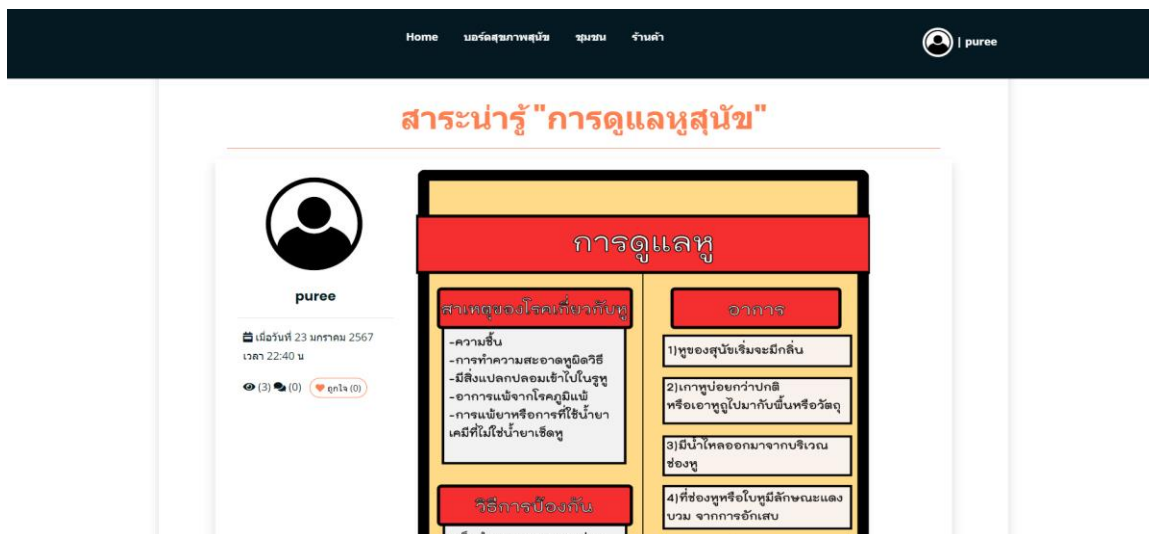 Home บอร์ดสุขภาพสุนัข ชุมชน ร้านค้า | puree
สาระน่ารู้ "การดูแลหูสุนัข"
puree
เมื่อวันที่ 23 มกราคม 2567
เวลา 22:40 น
(3) (0) ถูกใจ (0)
การดูแลหู
สาเหตุของโรคเกี่ยวกับหู
-ความชื้น
-การทำความสะอาดหูผิดวิธี
-มีสิ่งแปลกปลอมเข้าไปในรูหู
-อาการแพ้จากโรคภูมิแพ้
-การแพ้ยาหรือการที่ใช้น้ำยา
เคมีที่ไม่ใช่น้ำยาเช็ดหู
วิธีการป้องกัน
อาการ
1)หูของสุนัขเริ่มจะมีกลิ่น
2)เกาหูบ่อยกว่าปกติ
หรือเอาหูถูไปมากับพื้นหรือวัตถุ
3)มีน้ำไหลออกมาจากบริเวณ
ช่องหู
4)ที่ช่องหูหรือใบหูมีลักษณะแดง
บวม จากการอักเสบ